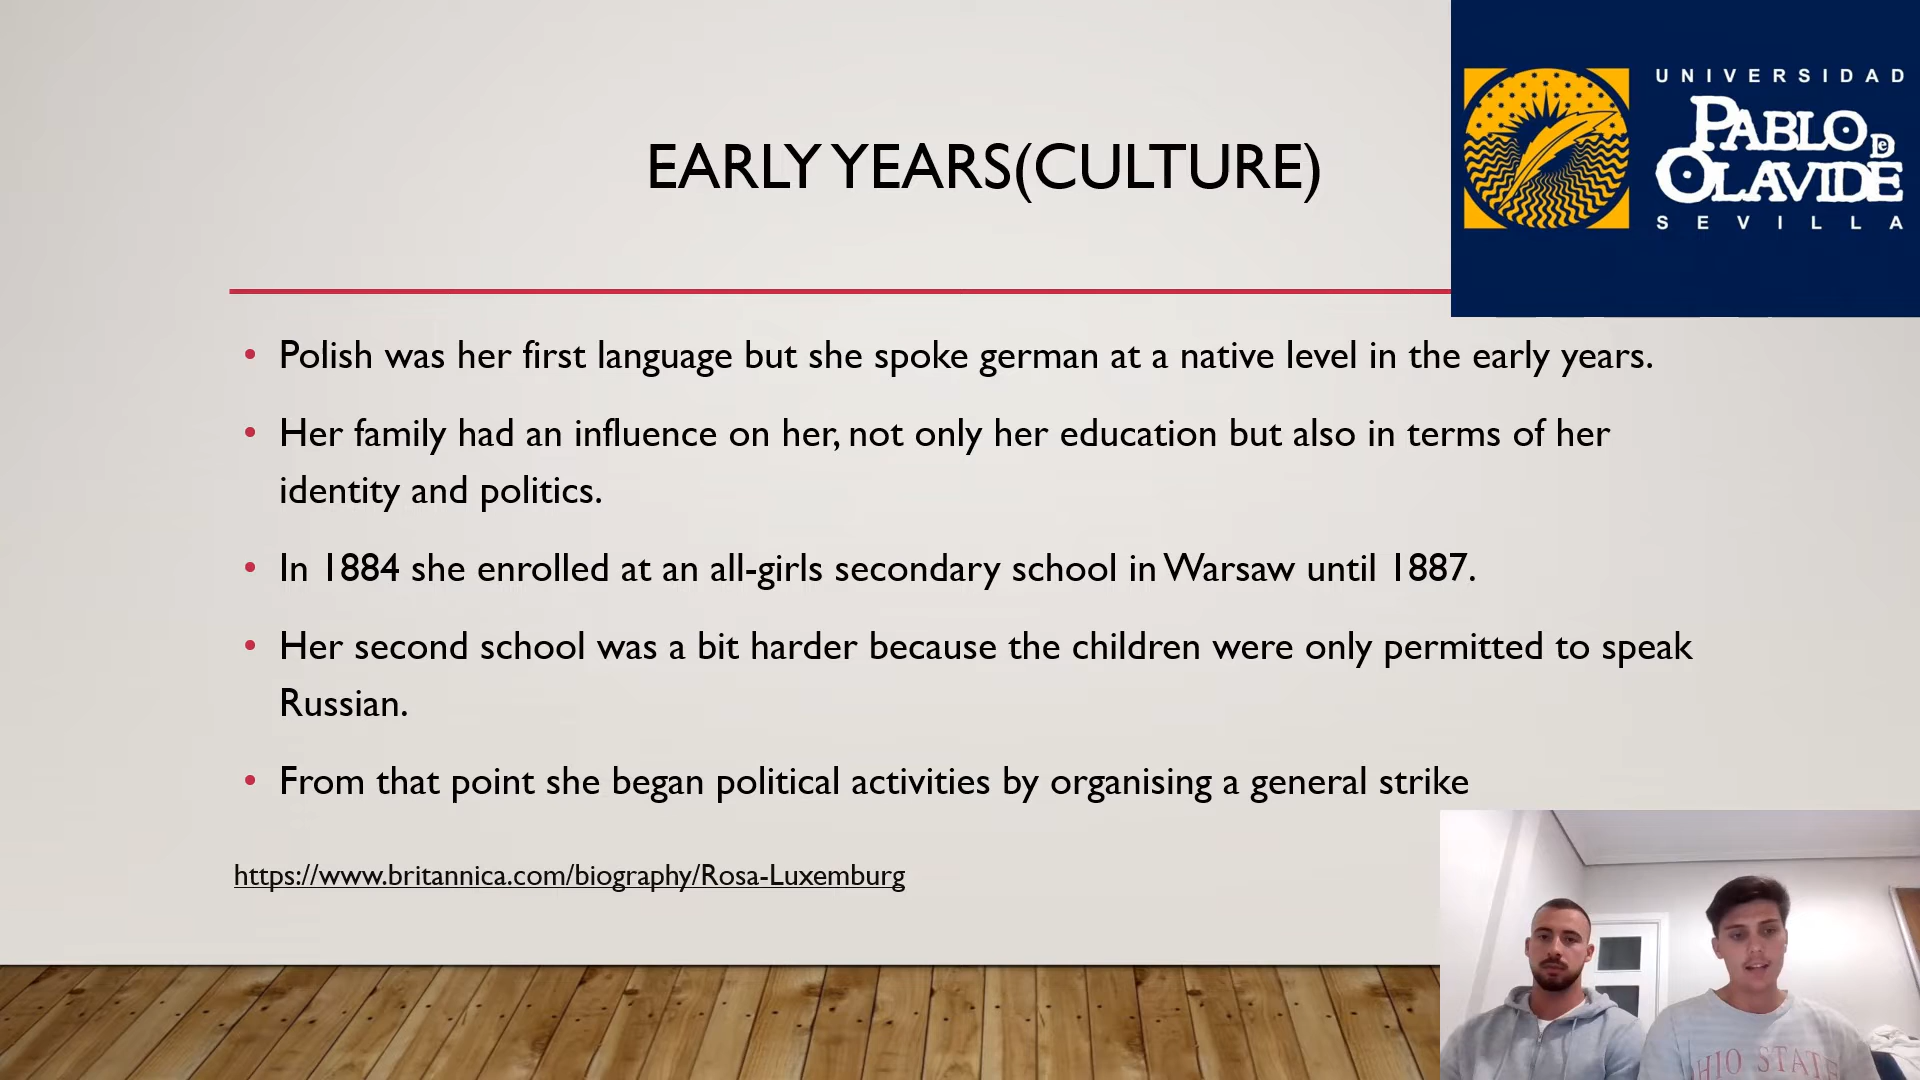 UNIVERSIDAD
PABLO DE
OLAVIDE
SEVILLA
EARLY YEARS(CULTURE)
• Polish was her first language but she spoke german at a native level in the early years.
• Her family had an influence on her, not only her education but also in terms of her
identity and politics.
• In 1884 she enrolled at an all-girls secondary school in Warsaw until 1887.
• Her second school was a bit harder because the children were only permitted to speak
Russian.
• From that point she began political activities by organising a general strike
https://www.britannica.com/biography/Rosa-Luxemburg
HIO STATE